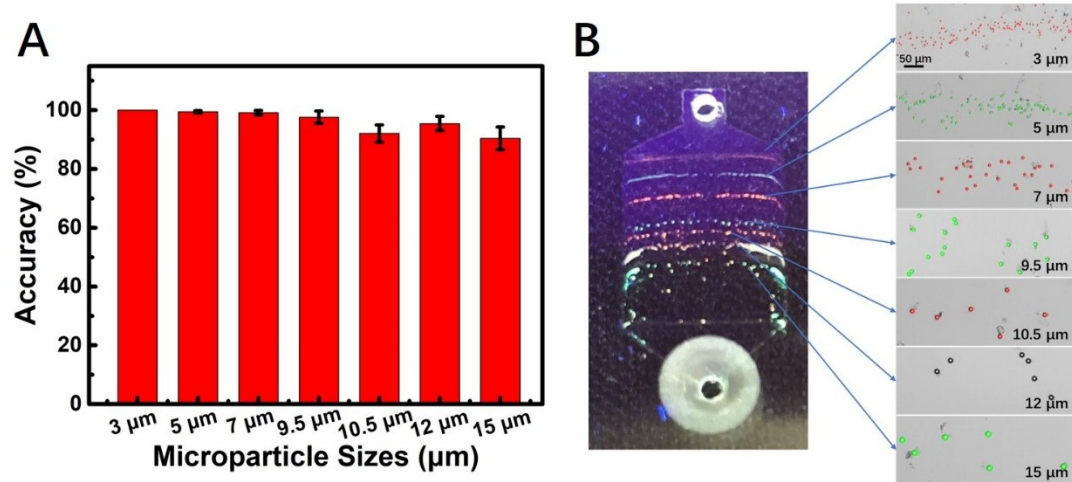 A
Accuracy (%)
100
80
60
40
20
0
3 µm
5 µm
7 µm
9.5 µm
10.5 µm
12 µm
15 µm
Microparticle Sizes (µm)
B
50 µm
3 µm
5 µm
7 µm
9.5 µm
10.5 µm
12 µm
15 µm